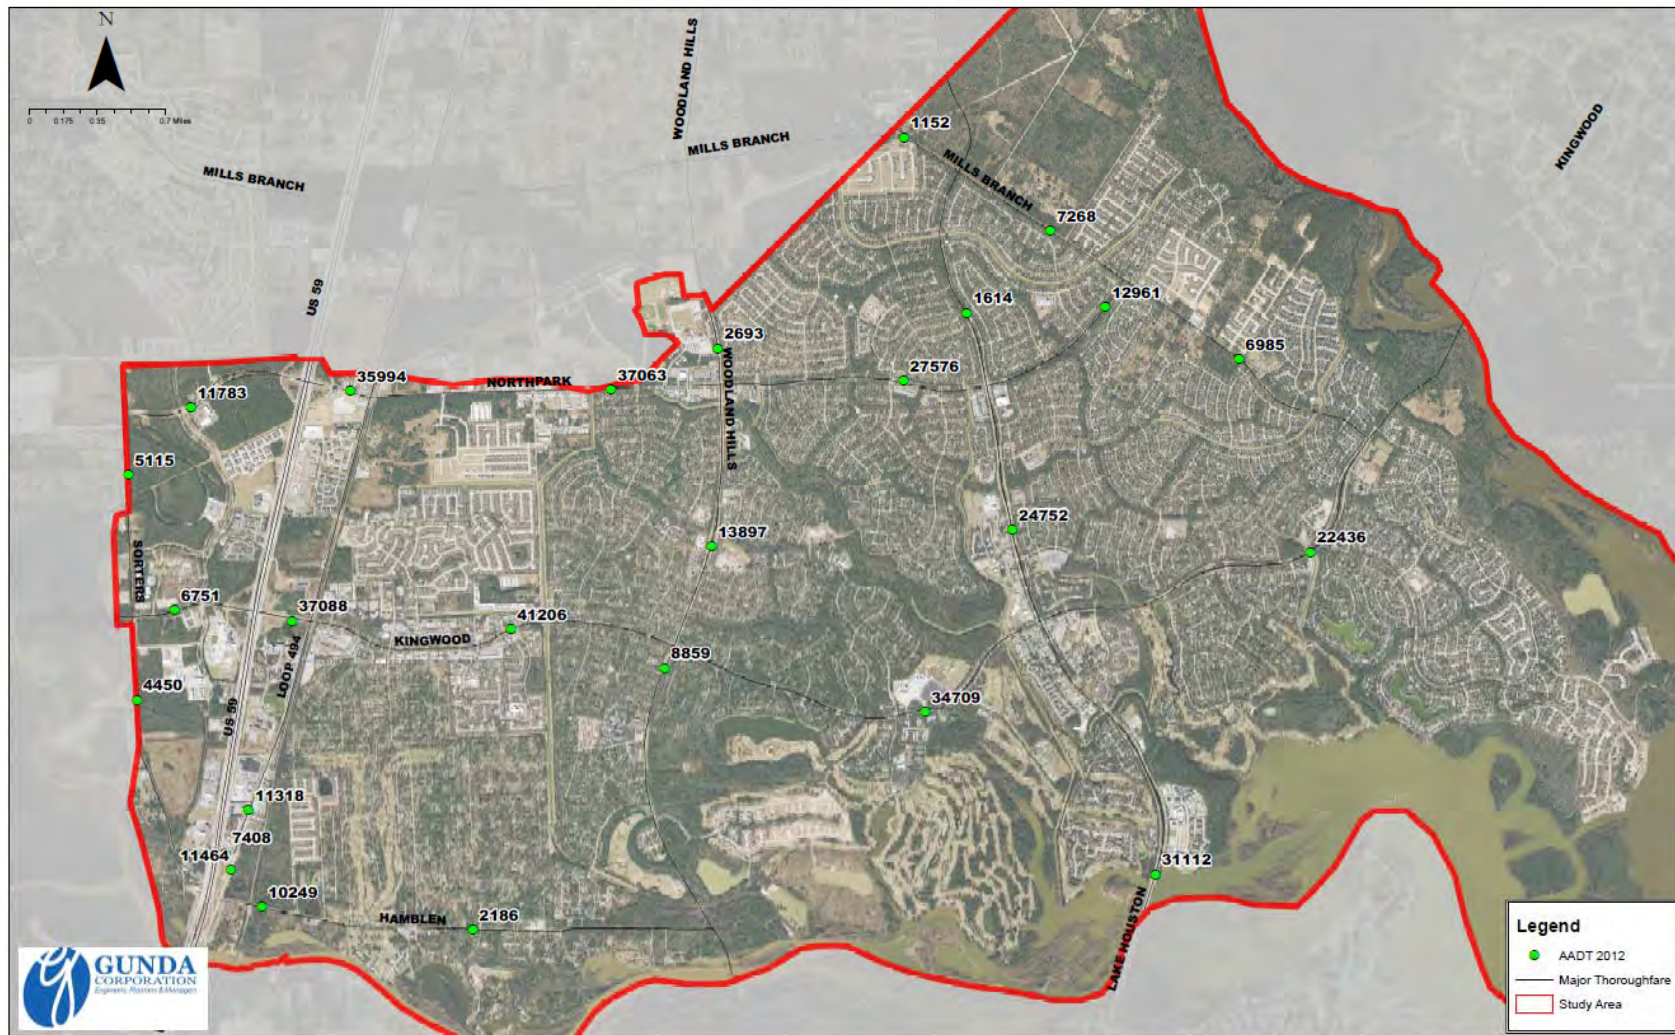 N
0 0.175 0.35 0.7 Miles
WOODLAND HILLS
MILLS BRANCH
MILLS BRANCH
KINGWOOD
1152
MILLS BRANCH
7268
US 59
1614
12961
2693
6985
35994
NORTHPARK
37063
27576
11783
WOODLAND HILLS
5115
24752
13897
22436
SORTERS
6751
37088
41206
KINGWOOD
8859
LOOP 494
4450
US 59
34709
11318
7408
11464
31112
10249
HAMBLEN
2186
LAKE HOUSTON
GUNDA
CORPORATION
Engineers, Planners & Managers
Legend
AADT 2012
Major Thoroughfare
Study Area